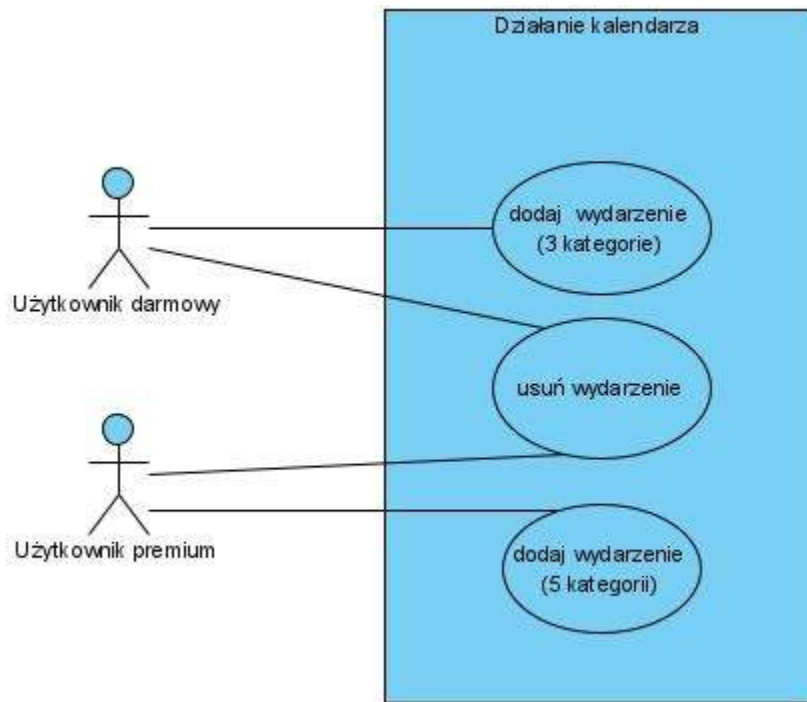 Działanie kalendarza
dodaj wydarzenie
(3 kategorie)
Użytkownik darmowy
usuń wydarzenie
Użytkownik premium
dodaj wydarzenie
(5 kategorii)